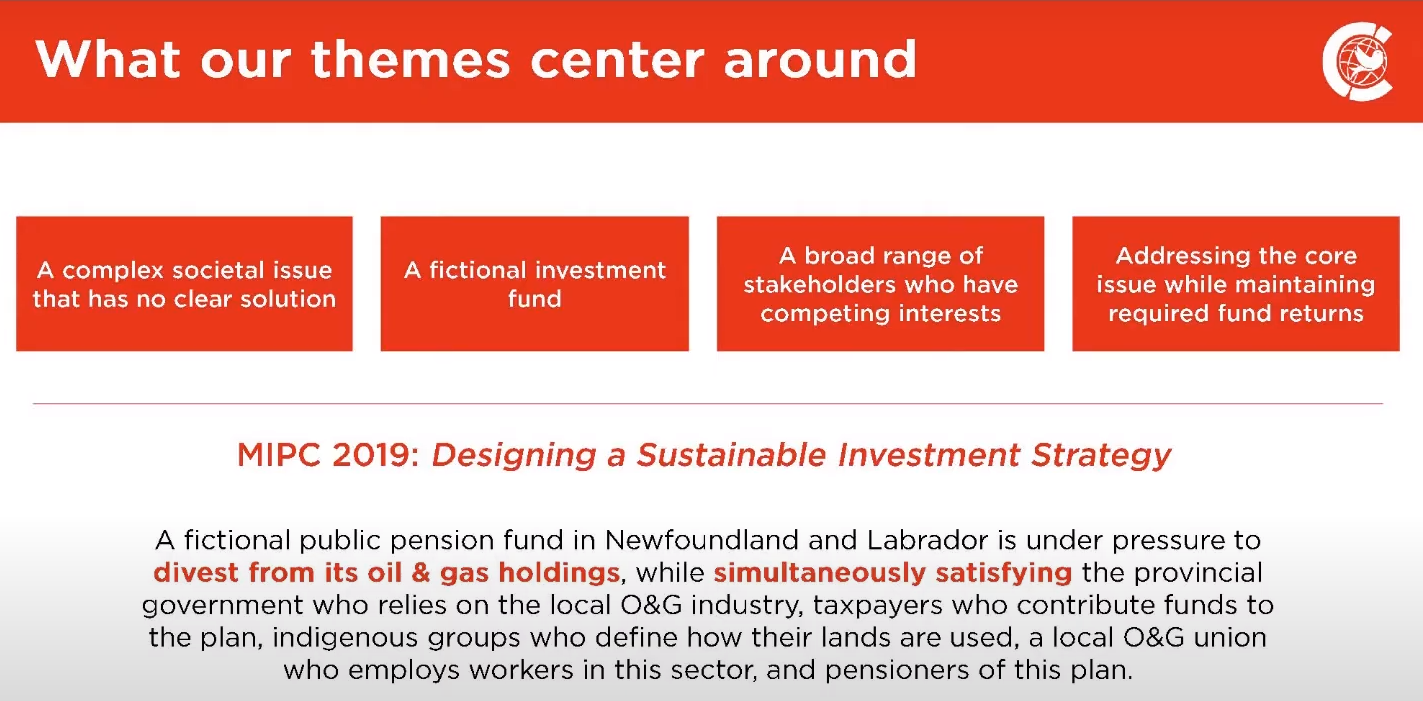 What our themes center around
A complex societal issue
that has no clear solution
A fictional investment
fund
A broad range of
stakeholders who have
competing interests
Addressing the core
issue while maintaining
required fund returns
MIPC 2019: Designing a Sustainable Investment Strategy
A fictional public pension fund in Newfoundland and Labrador is under pressure to
divest from its oil & gas holdings, while simultaneously satisfying the provincial
government who relies on the local O&G industry, taxpayers who contribute funds to
the plan, indigenous groups who define how their lands are used, a local O&G union
who employs workers in this sector, and pensioners of this plan.